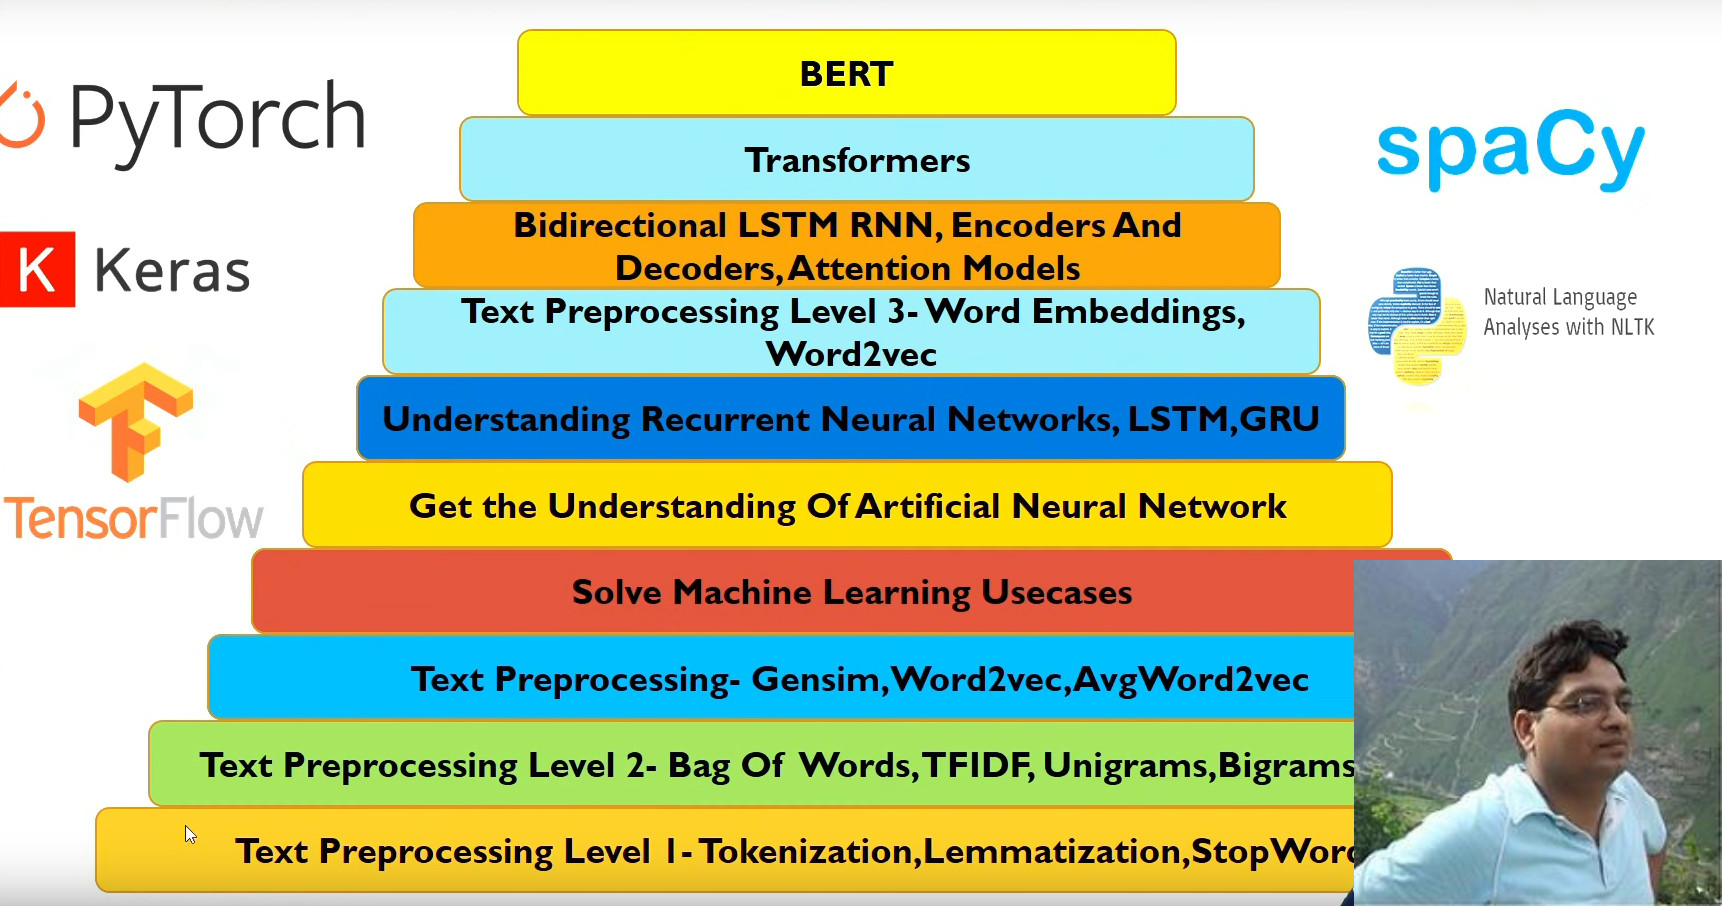 BERT
PyTorch
Transformers
spaCy
Bidirectional LSTM RNN, Encoders And
Decoders, Attention Models
K Keras
Text Preprocessing Level 3- Word Embeddings,
Word2vec
Natural Language
Analyses with NLTK
Understanding Recurrent Neural Networks, LSTM,GRU
TensorFlow
Get the Understanding Of Artificial Neural Network
Solve Machine Learning Usecases
Text Preprocessing- Gensim,Word2vec,AvgWord2vec
Text Preprocessing Level 2- Bag Of Words, TFIDF, Unigrams,Bigrams
Text Preprocessing Level 1- Tokenization,Lemmatization,StopWord